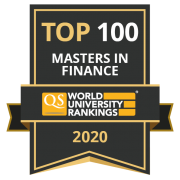 TOP 100
MASTERS IN
FINANCE
QS
WORLD
UNIVERSITY
RANKINGS
2020